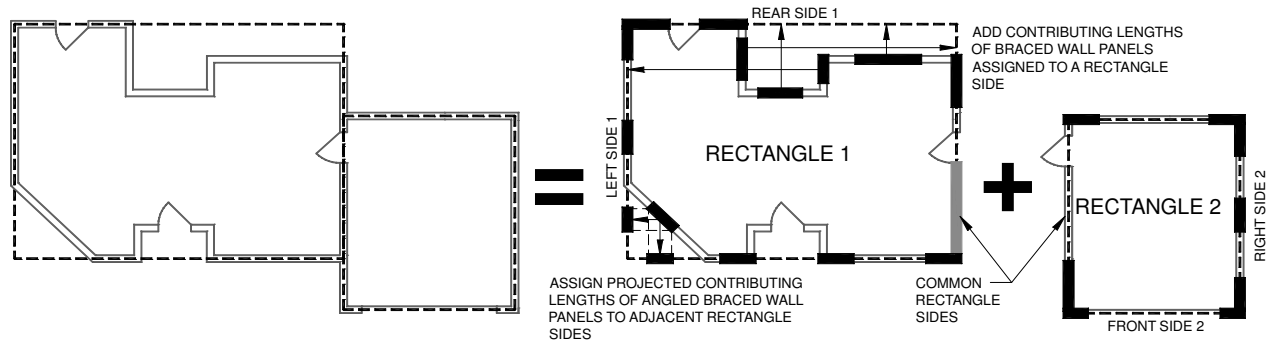 REAR SIDE 1
ADD CONTRIBUTING LENGTHS
OF BRACED WALL PANELS
ASSIGNED TO A RECTANGLE
SIDE
LEFT SIDE 1
RECTANGLE 1
RECTANGLE 2
RIGHT SIDE 2
ASSIGN PROJECTED CONTRIBUTING
LENGTHS OF ANGLED BRACED WALL
PANELS TO ADJACENT RECTANGLE
SIDES
COMMON
RECTANGLE
SIDES
FRONT SIDE 2